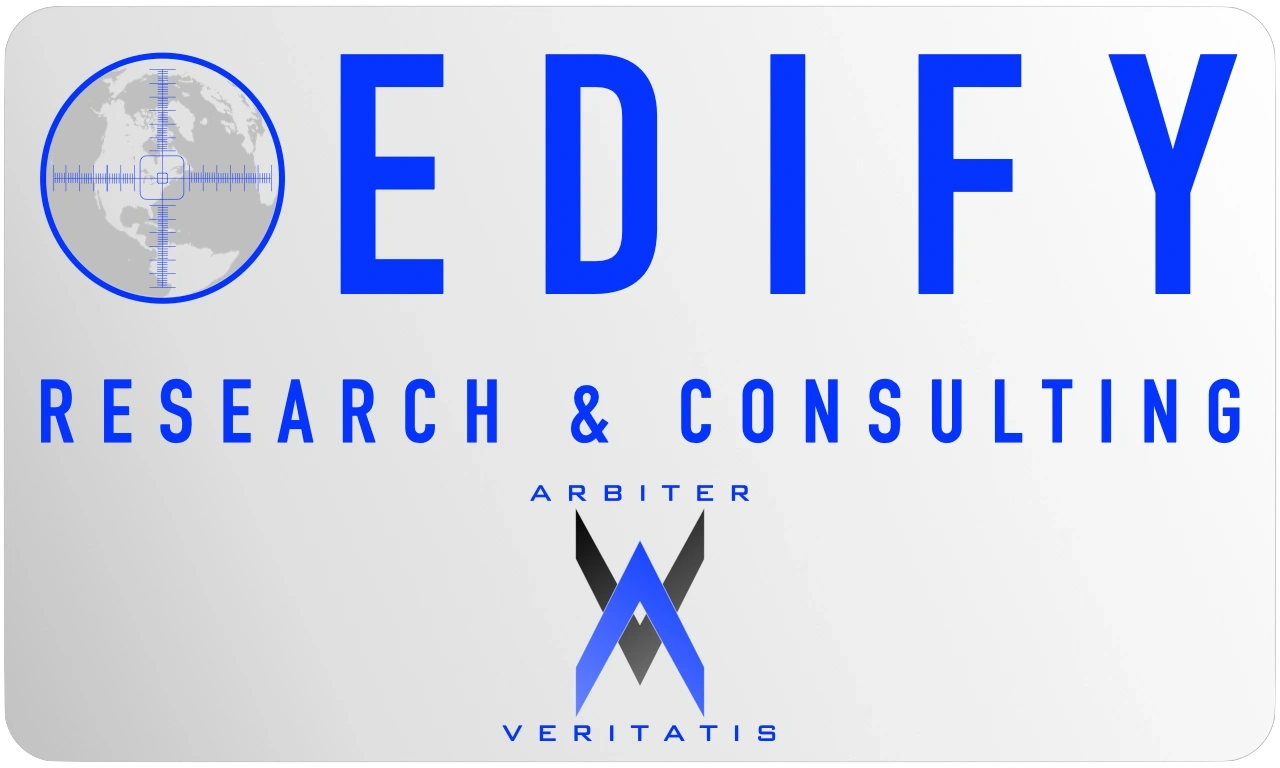 EDIFY
RESEARCH & CONSULTING
ARBITER
VERITATIS